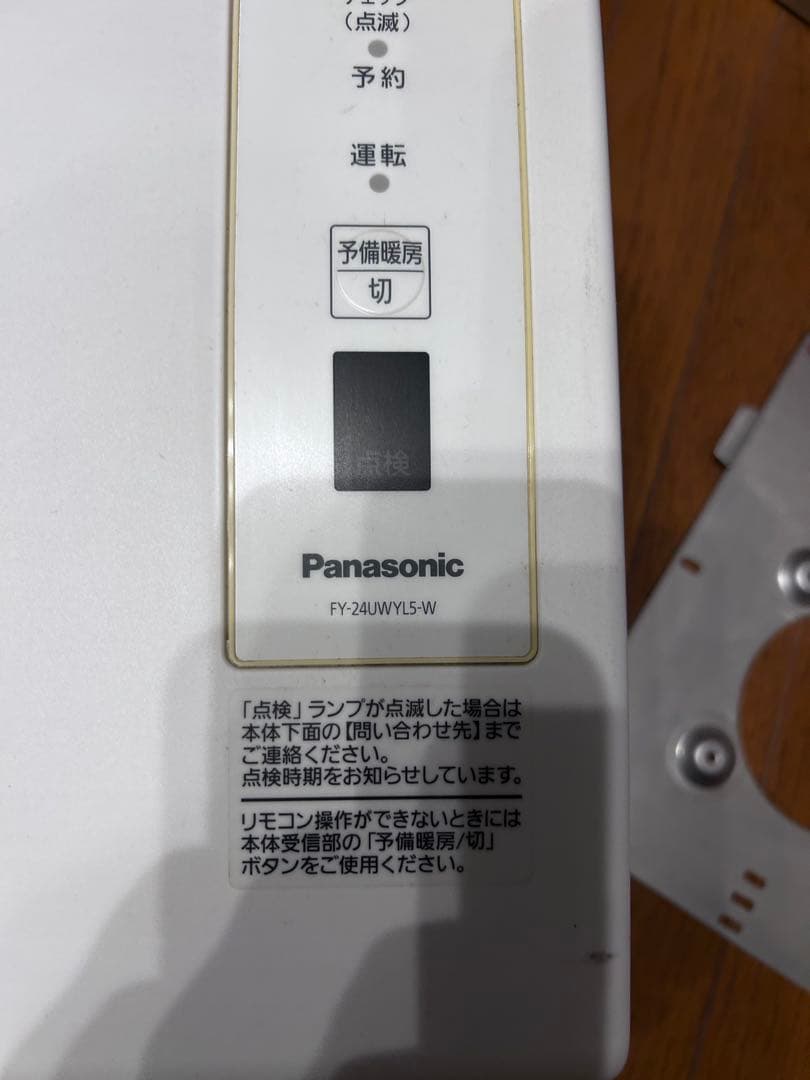 (点滅)
予約
運転
予備暖房
切
点検
Panasonic
FY-24UWYL5-W
「点検」ランプが点滅した場合は
本体下面の【問い合わせ先】まで
ご連絡ください。
点検時期をお知らせしています。
リモコン操作ができないときには
本体受信部の「予備暖房/切」
ボタンをご使用ください。